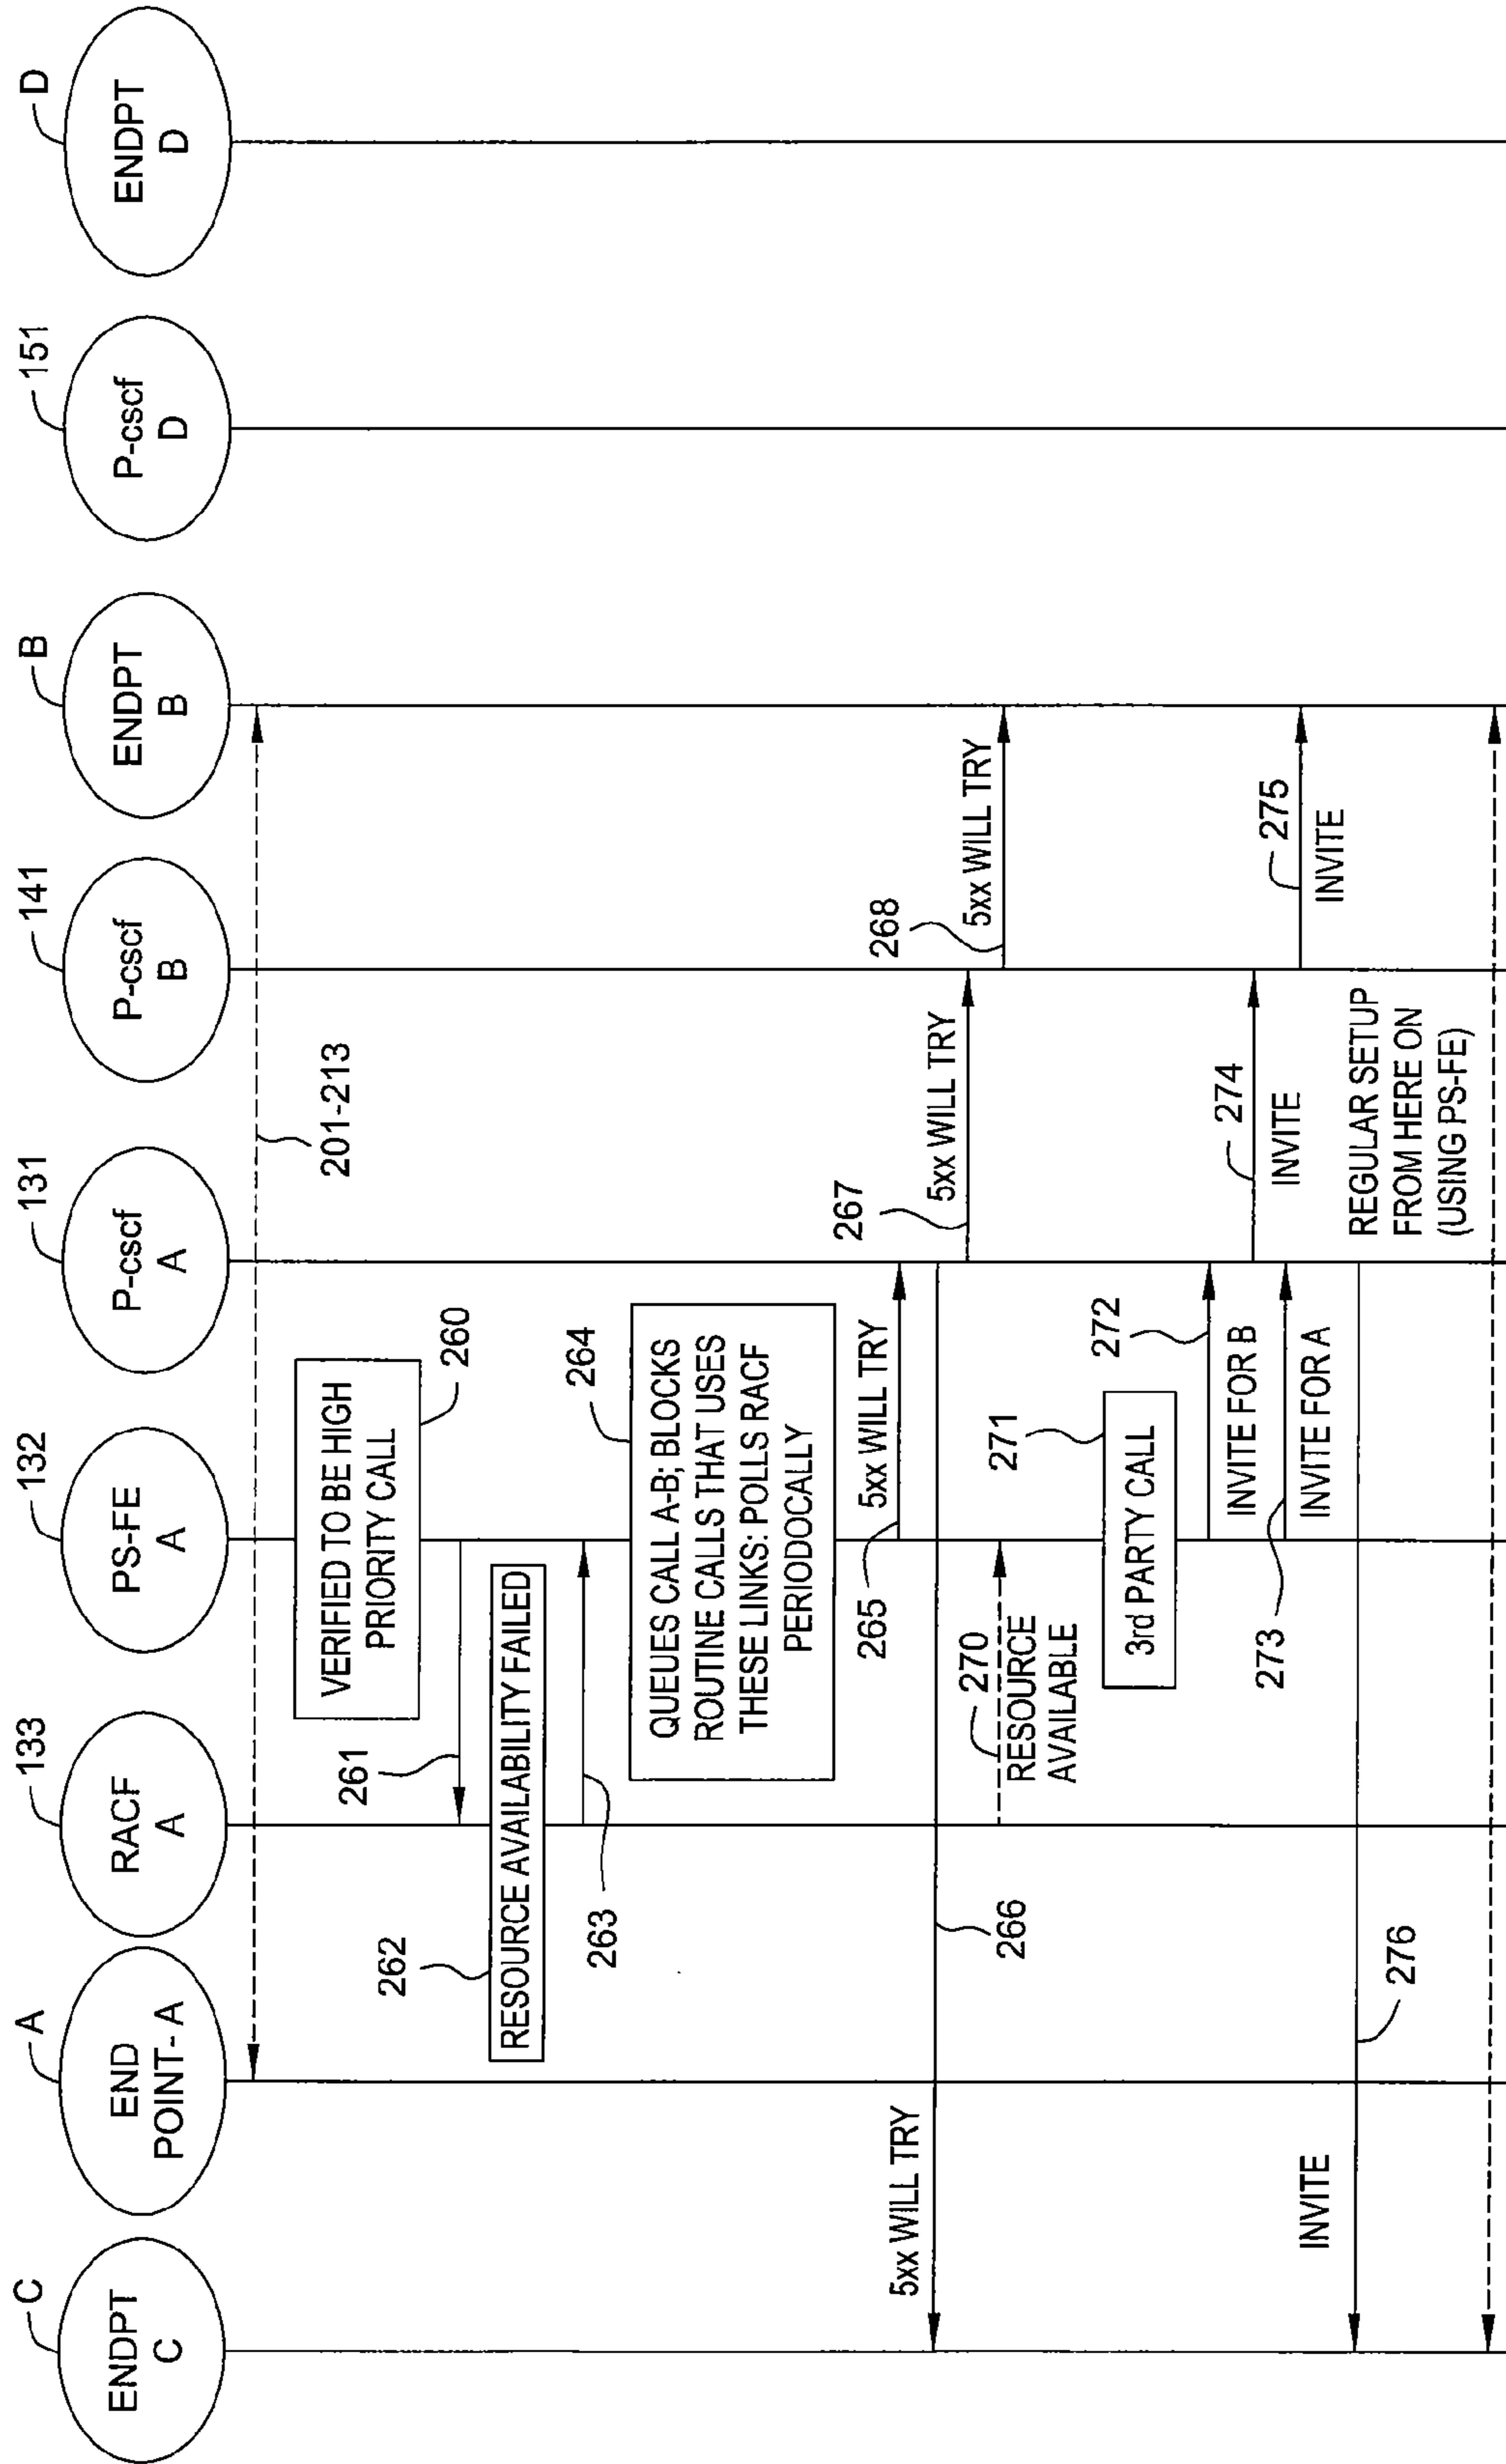 C
ENDPT
C
A
END
POINT- A
133
RACF
A
132
PS-FE
A
131
P-cscf
A
141
P-cscf
B
B
ENDPT
B
151
P-cscf
D
D
ENDPT
D
201-213
VERIFIED TO BE HIGH
PRIORITY CALL
260
261
262
RESOURCE AVAILABILITY FAILED
263
264
QUEUES CALL A-B; BLOCKS
ROUTINE CALLS THAT USES
THESE LINKS: POLLS RACF
PERIODOCALLY
265
5xx WILL TRY
5xx WILL TRY
266
267
5xx WILL TRY
268
5xx WILL TRY
270
RESOURCE
AVAILABLE
271
3rd PARTY CALL
272
INVITE FOR B
273
INVITE FOR A
274
INVITE
275
INVITE
INVITE
276
REGULAR SETUP
FROM HERE ON
(USING PS-FE)